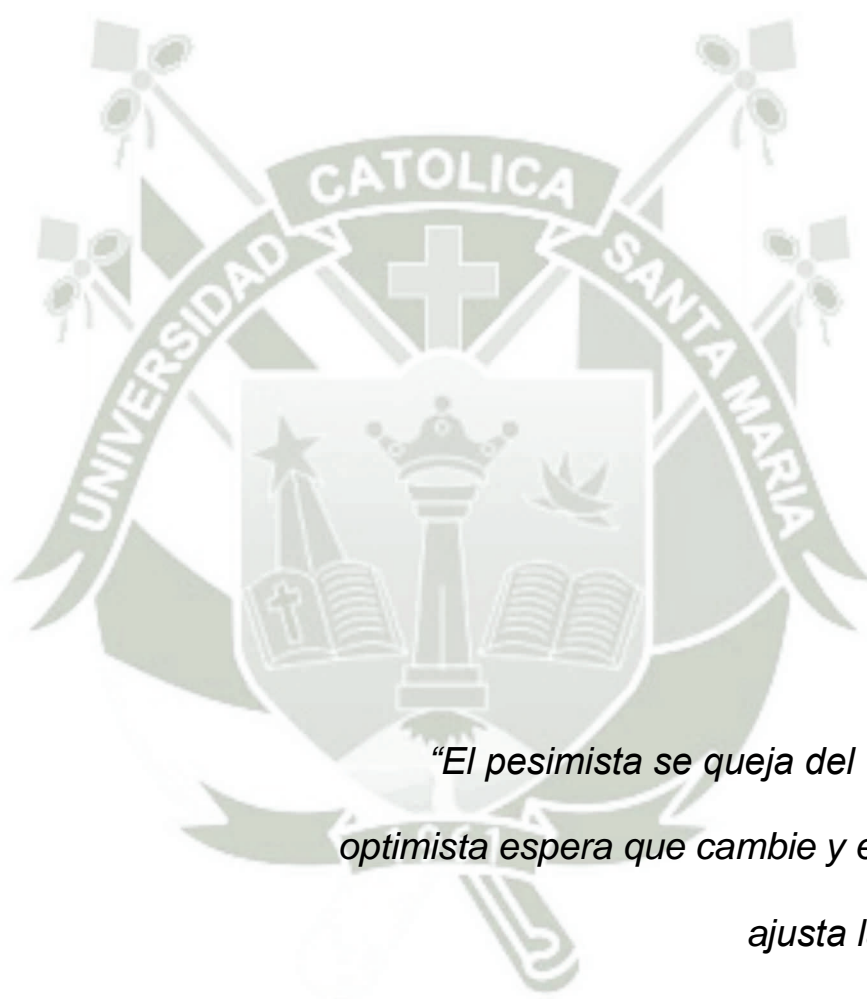 CATOLICA
UNIVERSIDAD
SANTA MARIA
“El pesimista se queja del
optimista espera que cambie y e
ajusta l